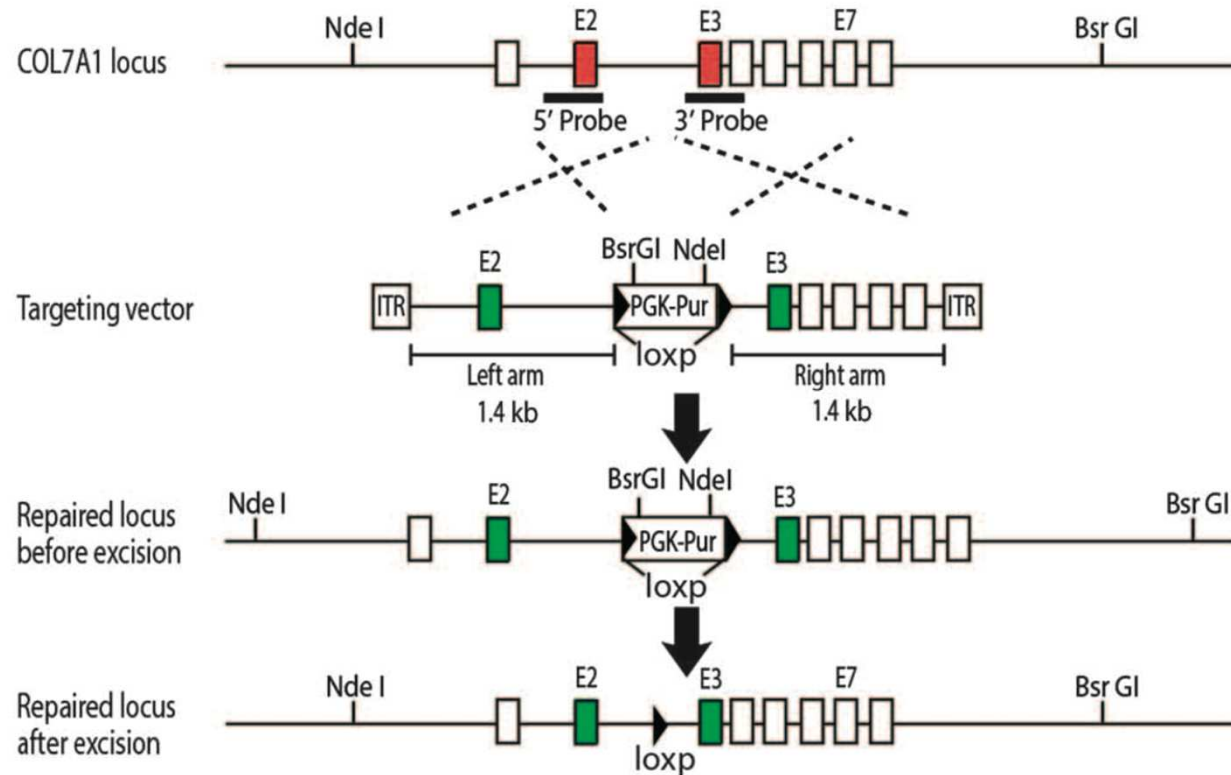 Nde I E2 E3 E7 Bsr GI
COL7A1 locus
5' Probe 3' Probe
BsrGI NdeI
E2 E3
Targeting vector ITR PGK-Pur ITR
loxp
Left arm Right arm
1.4 kb 1.4 kb
BsrGI NdeI
Nde I E2 E3 Bsr GI
Repaired locus
before excision PGK-Pur
loxp
Nde I E2 E3 E7 Bsr GI
Repaired locus
after excision
loxp